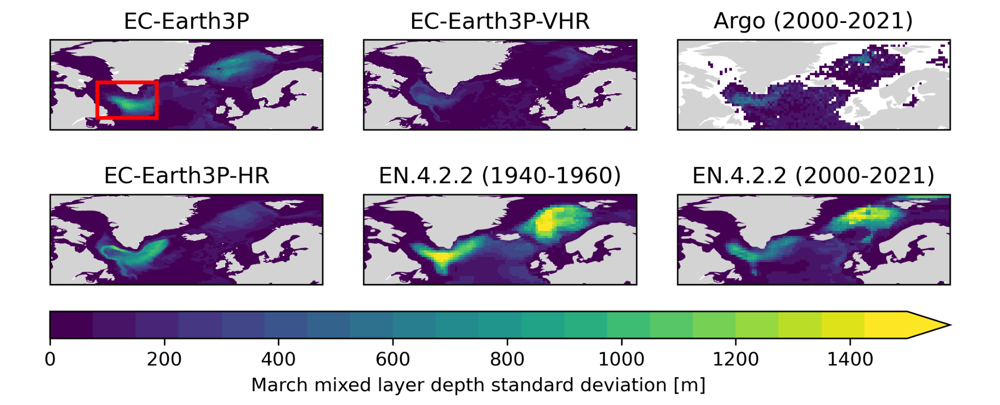 EC-Earth3P
EC-Earth3P-VHR
Argo (2000-2021)
EC-Earth3P-HR
EN.4.2.2 (1940-1960)
EN.4.2.2 (2000-2021)
0 200 400 600 800 1000 1200 1400
March mixed layer depth standard deviation [m]